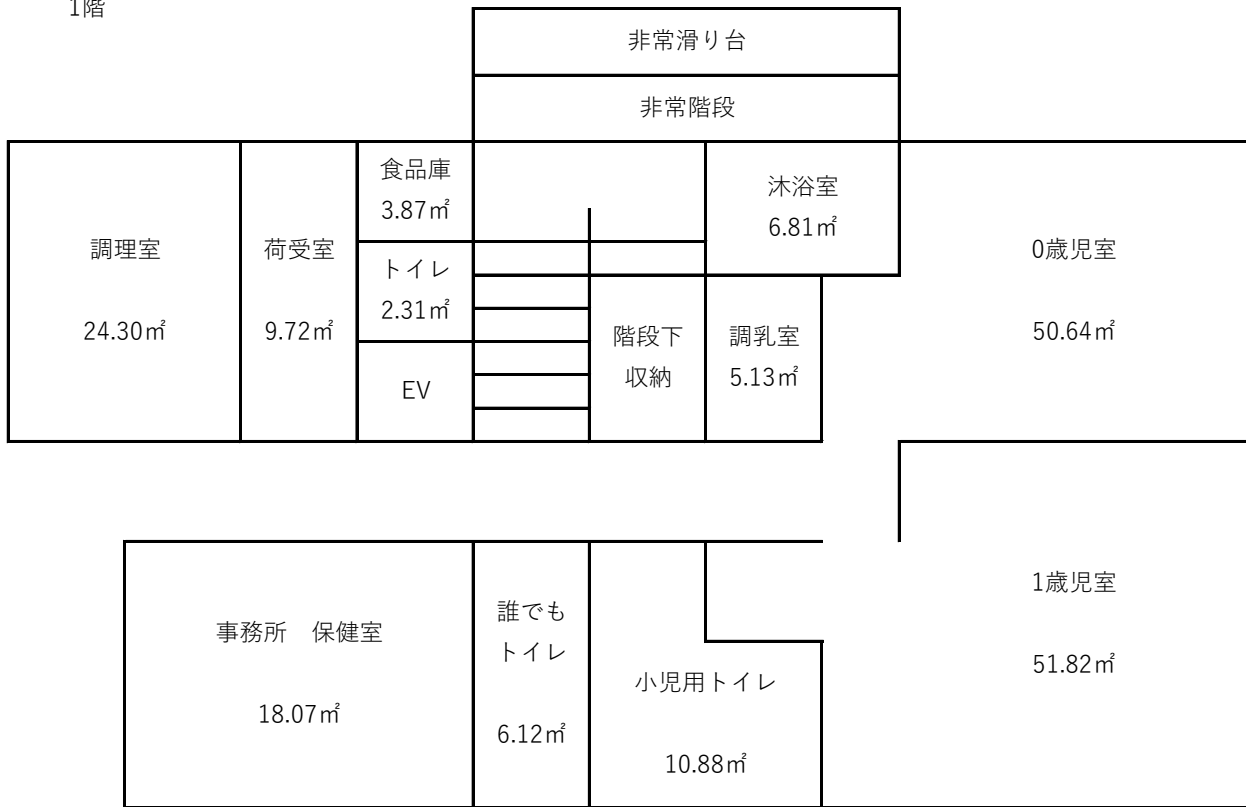 1階
非常滑り台
非常階段
食品庫
3.87㎡
沐浴室
6.81㎡
調理室
24.30㎡
荷受室
9.72㎡
トイレ
2.31㎡
EV
階段下
収納
調乳室
5.13㎡
0歳児室
50.64㎡
事務所　保健室
18.07㎡
誰でも
トイレ
6.12㎡
小児用トイレ
10.88㎡
1歳児室
51.82㎡